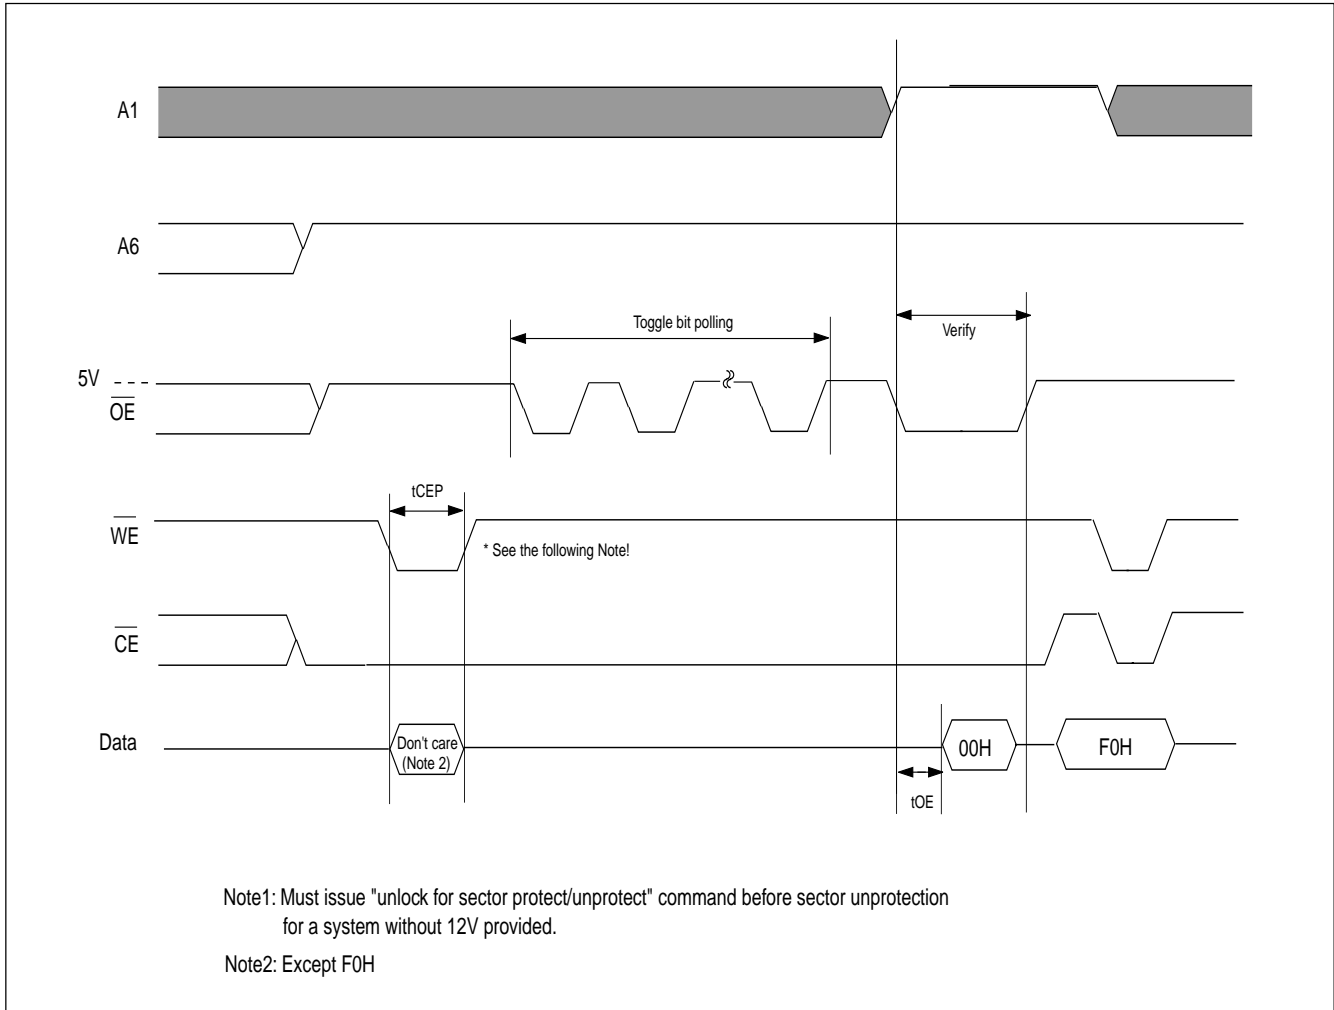 A1
A6
Toggle bit polling
Verify
5V
OE
tCEP
WE
* See the following Note!
CE
Data
Don't care
(Note 2)
00H
F0H
tOE
Note1: Must issue "unlock for sector protect/unprotect" command before sector unprotection
for a system without 12V provided.
Note2: Except F0H